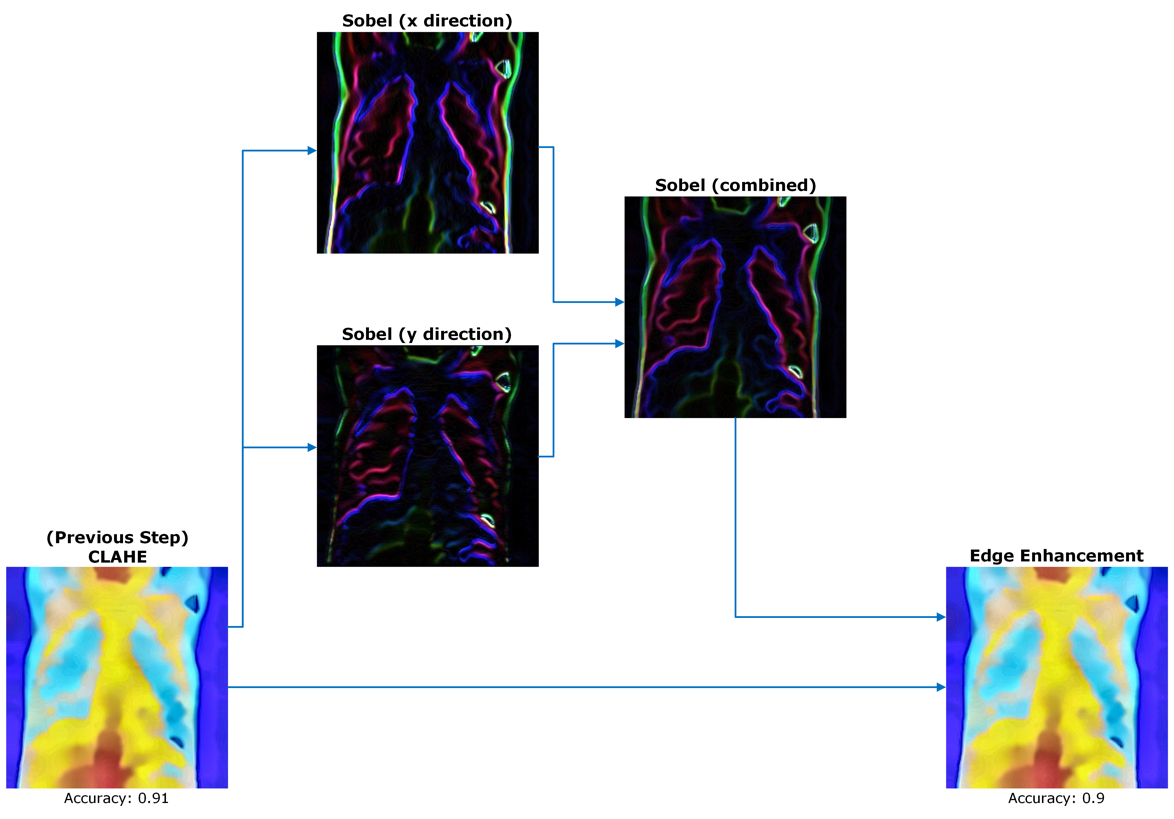 Sobel (x direction)
Sobel (combined)
Sobel (y direction)
(Previous Step)
CLAHE
Edge Enhancement
Accuracy: 0.91
Accuracy: 0.9